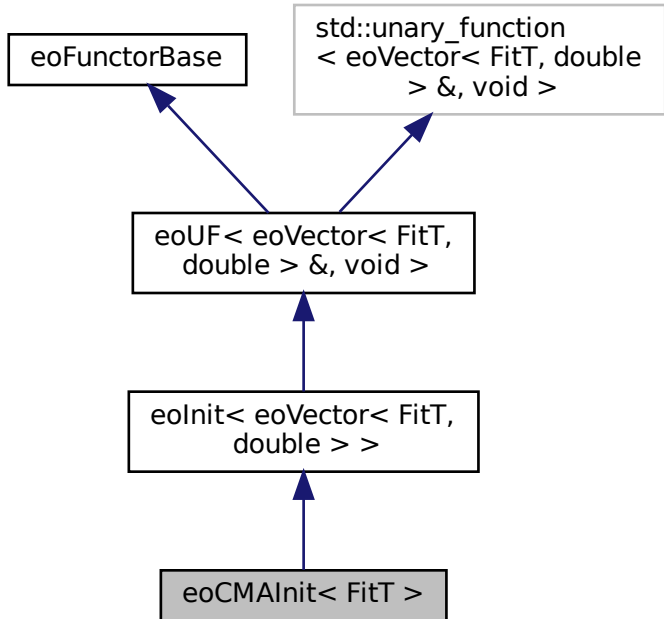 eoFunctorBase
std::unary_function
< eoVector< FitT, double
> &, void >
eoUF< eoVector< FitT,
double > &, void >
eoInit< eoVector< FitT,
double > >
eoCMAInit< FitT >